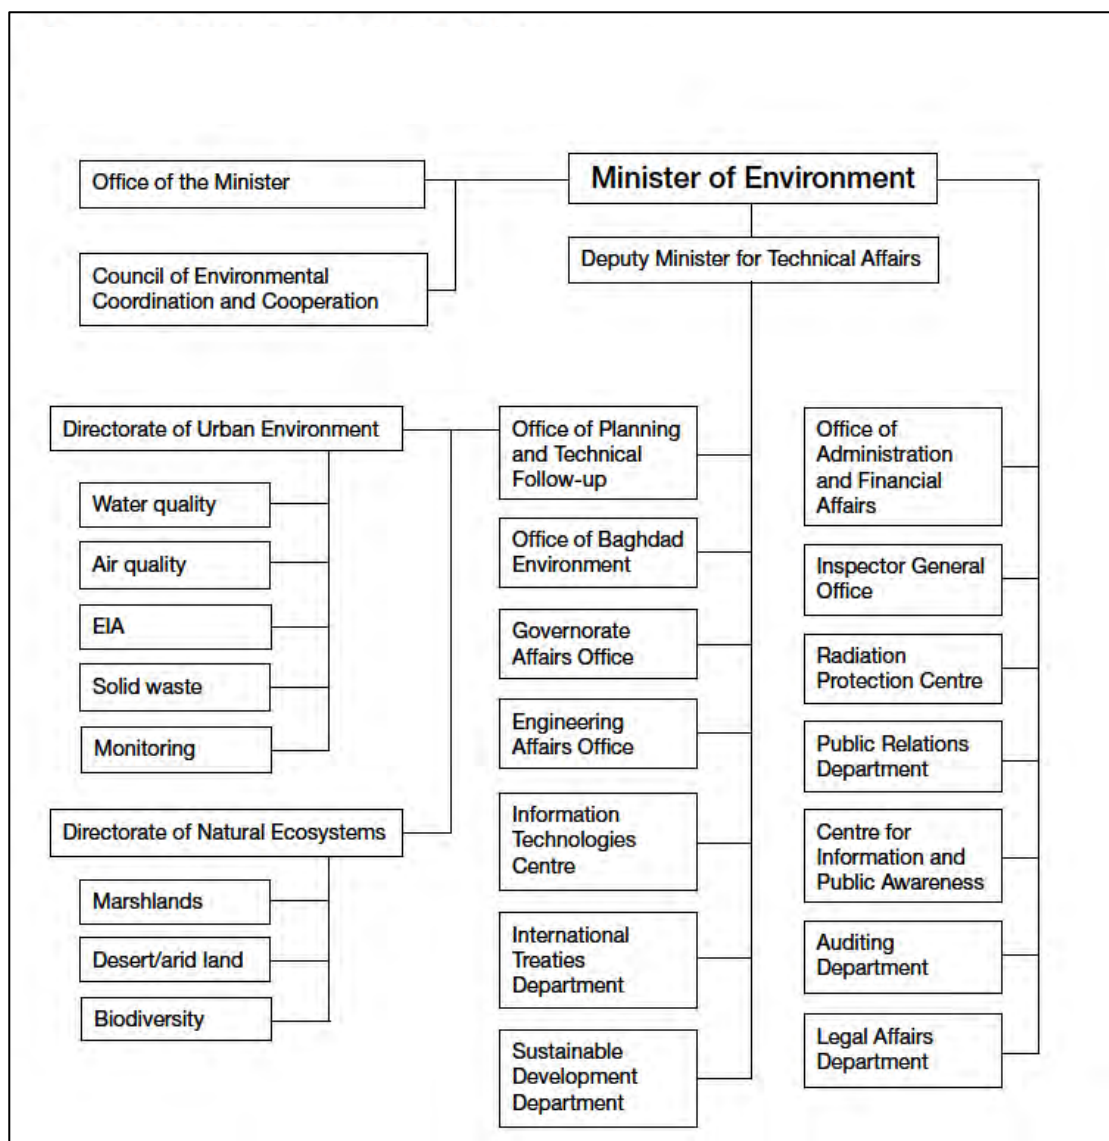 Minister of Environment
Office of the Minister
Council of Environmental
Coordination and Cooperation
Deputy Minister for Technical Affairs
Directorate of Urban Environment
Water quality
Air quality
EIA
Solid waste
Monitoring
Directorate of Natural Ecosystems
Marshlands
Desert/arid land
Biodiversity
Office of Planning
and Technical
Follow-up
Office of Baghdad
Environment
Governorate
Affairs Office
Engineering
Affairs Office
Information
Technologies
Centre
International
Treaties
Department
Sustainable
Development
Department
Office of
Administration
and Financial
Affairs
Inspector General
Office
Radiation
Protection Centre
Public Relations
Department
Centre for
Information and
Public Awareness
Auditing
Department
Legal Affairs
Department